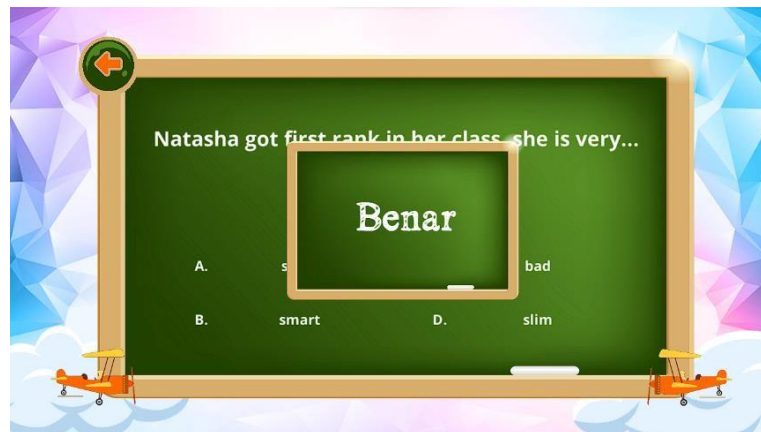 Natasha got first rank in her class, she is very...
Benar
A.
bad
B. smart D. slim